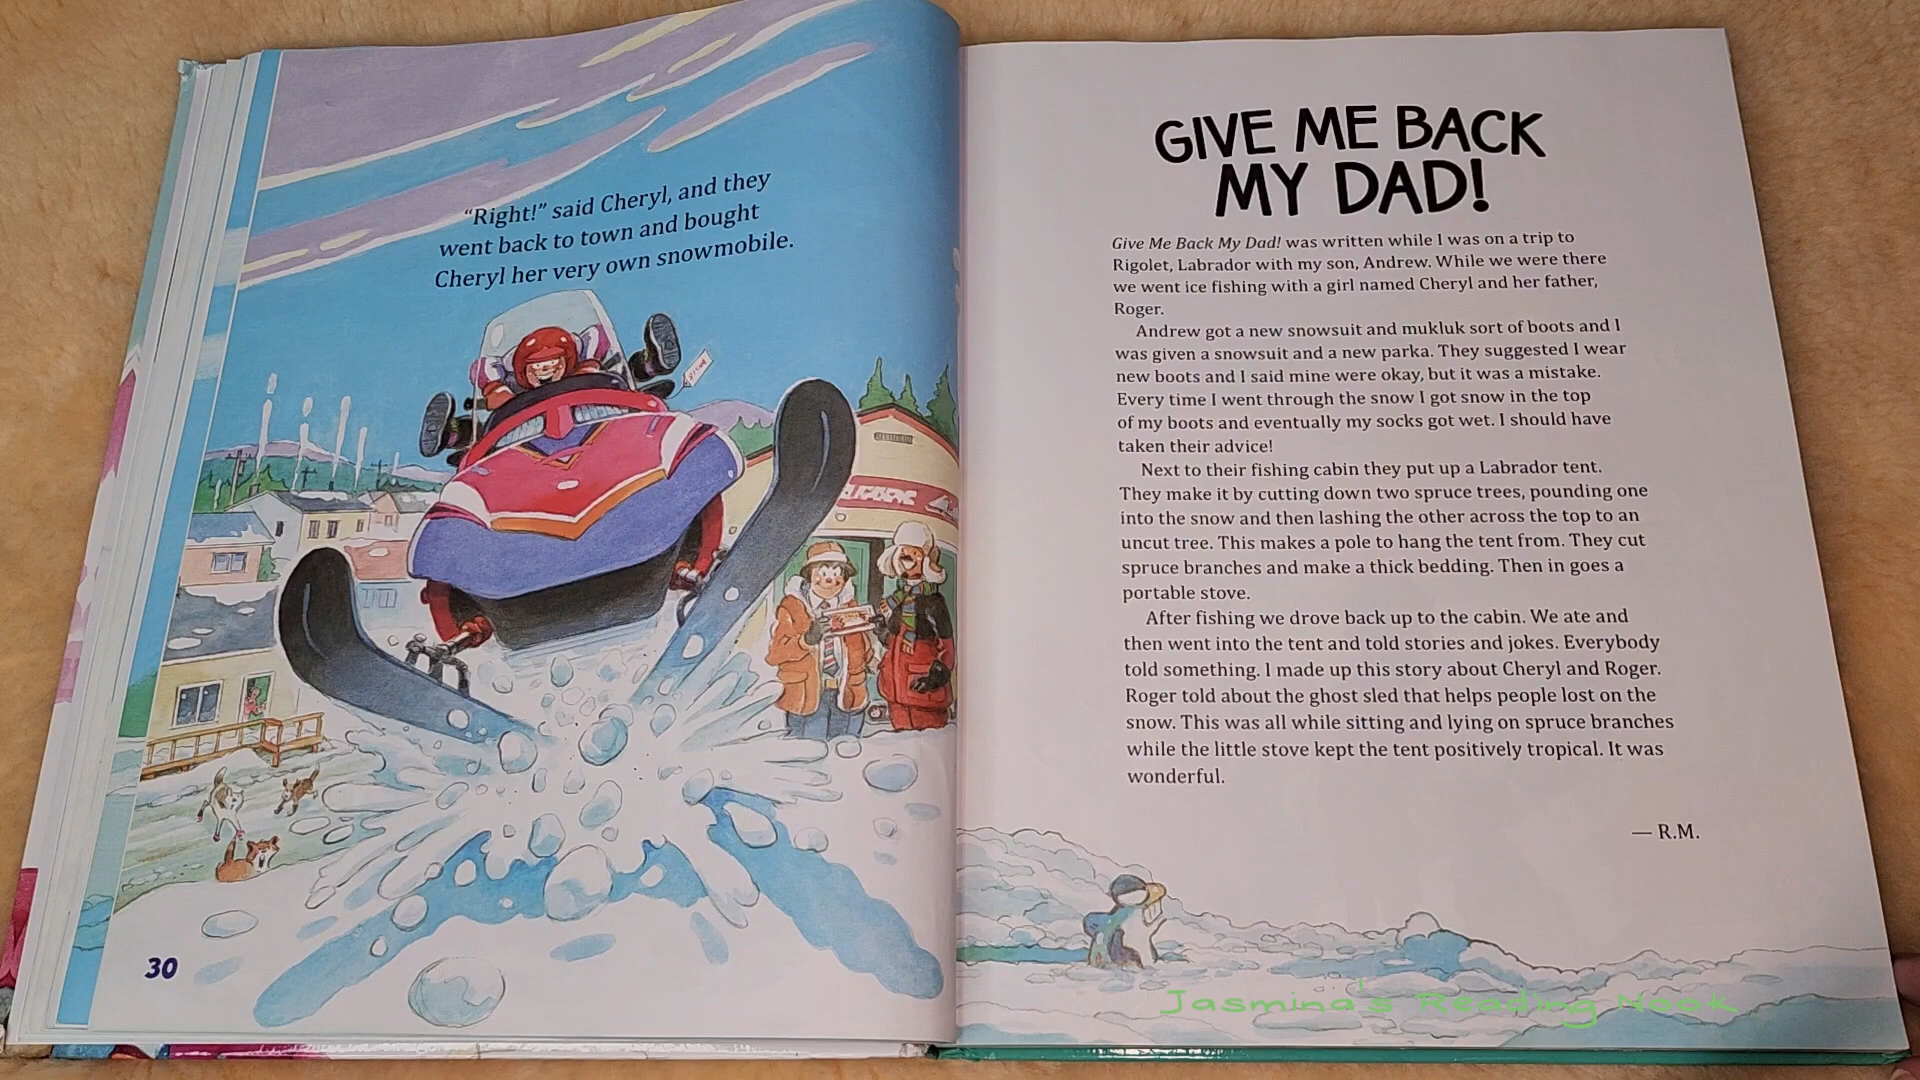 “Right!” said Cheryl, and they
went back to town and bought
Cheryl her very own snowmobile.
30
GIVE ME BACK
MY DAD!
Give Me Back My Dad! was written while I was on a trip to
Rigolet, Labrador with my son, Andrew. While we were there
we went ice fishing with a girl named Cheryl and her father,
Roger.
Andrew got a new snowsuit and mukluk sort of boots and I
was given a snowsuit and a new parka. They suggested I wear
new boots and I said mine were okay, but it was a mistake.
Every time I went through the snow I got snow in the top
of my boots and eventually my socks got wet. I should have
taken their advice!
Next to their fishing cabin they put up a Labrador tent.
They make it by cutting down two spruce trees, pounding one
into the snow and then lashing the other across the top to an
uncut tree. This makes a pole to hang the tent from. They cut
spruce branches and make a thick bedding. Then in goes a
portable stove.
After fishing we drove back up to the cabin. We ate and
then went into the tent and told stories and jokes. Everybody
told something. I made up this story about Cheryl and Roger.
Roger told about the ghost sled that helps people lost on the
snow. This was all while sitting and lying on spruce branches
while the little stove kept the tent positively tropical. It was
wonderful.
— R.M.
Jasmina's Reading Nook